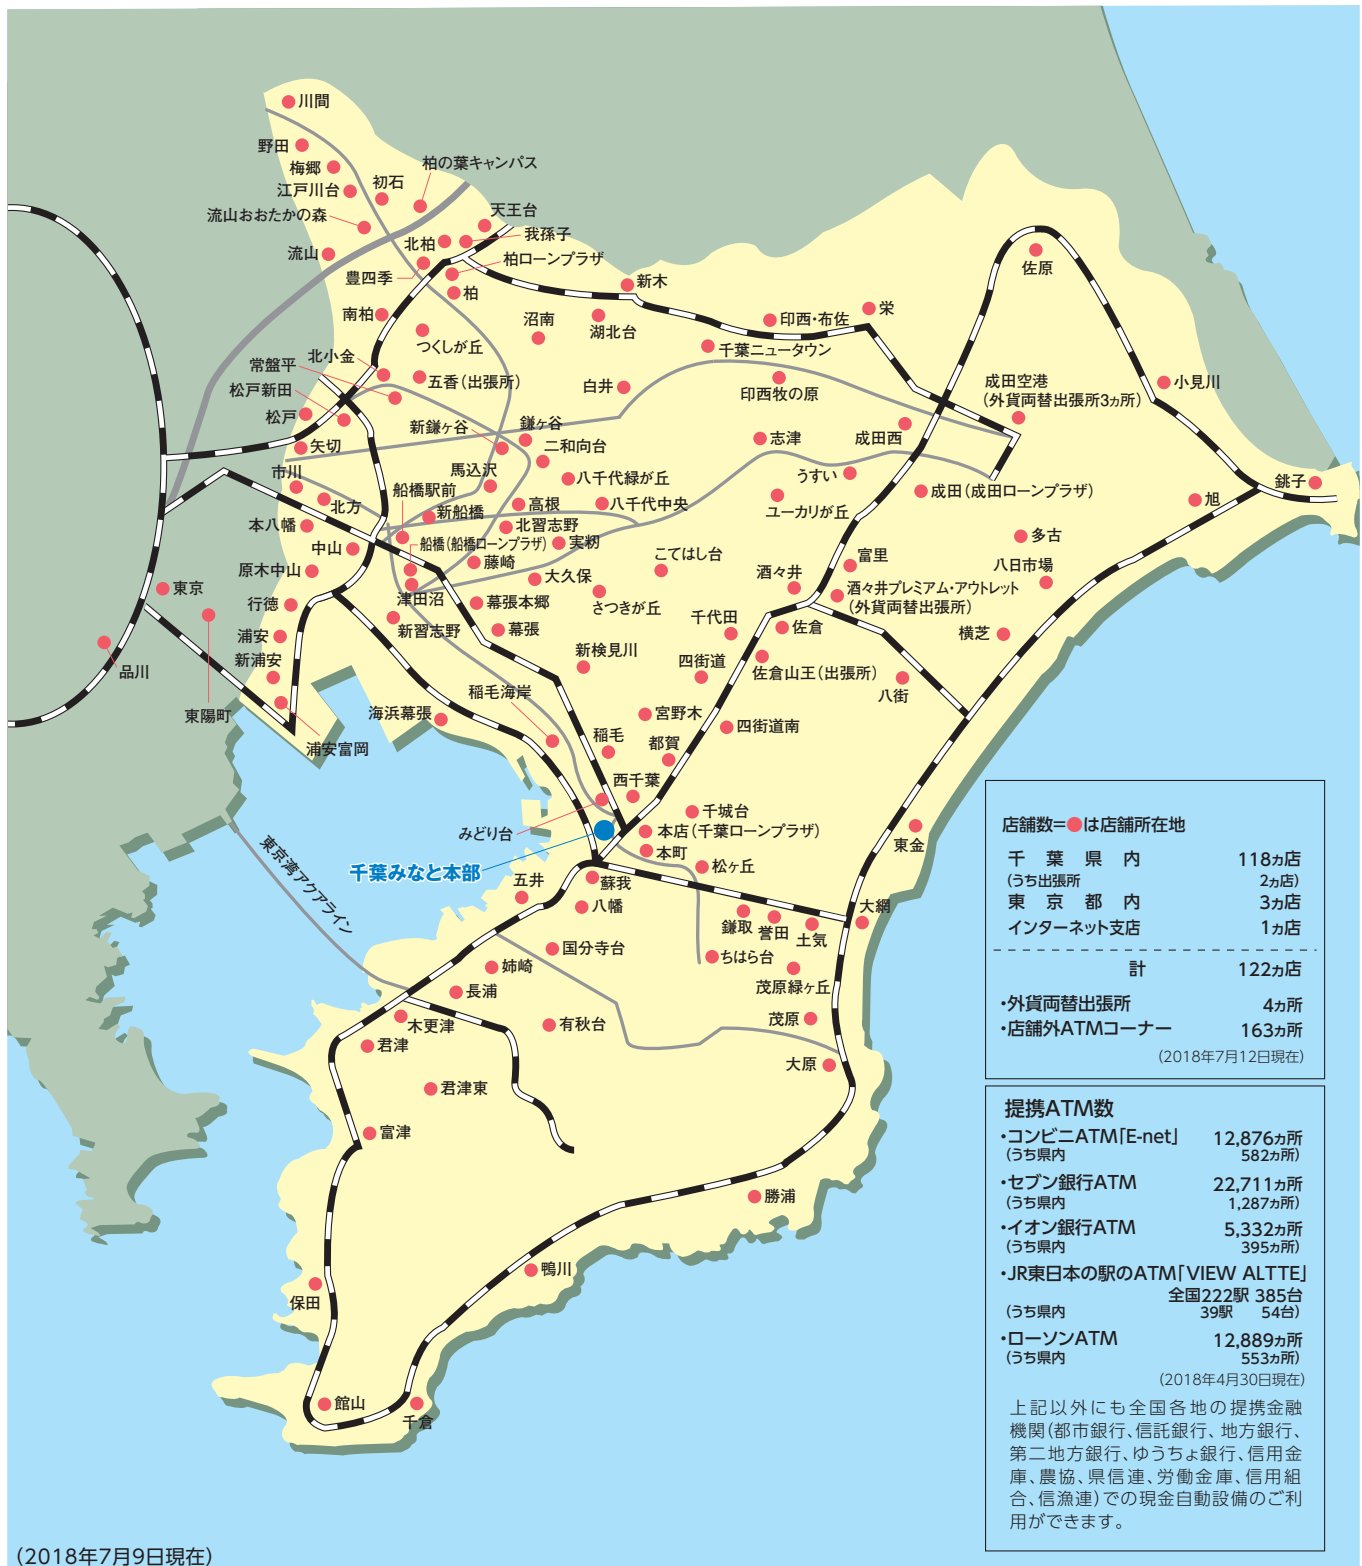 川間
野田
梅郷
柏の葉キャンパス
江戸川台
初石
流山おおたかの森
天王台
流山
北柏
我孫子
豊四季
柏ローンプラザ
柏
新木
佐原
南柏
つくしが丘
沼南
湖北台
印西・布佐
栄
千葉ニュータウン
北小金
常盤平
松戸新田
五香(出張所)
白井
印西牧の原
成田空港
(外貨両替出張所3ヵ所)
小見川
松戸
矢切
新鎌ヶ谷
鎌ヶ谷
二和向台
志津
成田西
市川
北方
馬込沢
八千代緑が丘
うすい
銚子
船橋駅前
高根
八千代中央
ユーカリが丘
成田(成田ローンプラザ)
旭
本八幡
新船橋
北習志野
中山
船橋(船橋ローンプラザ)
実籾
こてはし台
多古
原木中山
藤崎
大久保
酒々井
富里
八日市場
東京
津田沼
さつきが丘
酒々井プレミアム・アウトレット
(外貨両替出張所)
行徳
幕張本郷
千代田
浦安
新習志野
幕張
佐倉
横芝
品川
新浦安
新検見川
四街道
佐倉山王(出張所)
八街
東陽町
稲毛海岸
海浜幕張
宮野木
四街道南
浦安富岡
稲毛
都賀
西千葉
千城台
みどり台
本店(千葉ローンプラザ)
東金
東京湾アクアライン
千葉みなと本部
本町
松ヶ丘
五井
蘇我
八幡
鎌取
誉田
土気
大網
国分寺台
ちはら台
姉崎
茂原緑ヶ丘
長浦
木更津
有秋台
茂原
君津
大原
君津東
富津
勝浦
鴨川
保田
館山
千倉
店舗数=●は店舗所在地
千葉県内 118ヵ店
(うち出張所 2ヵ店)
東京都内 3ヵ店
インターネット支店 1ヵ店
計 122ヵ店
・外貨両替出張所 4ヵ所
・店舗外ATMコーナー 163ヵ所
(2018年7月12日現在)
提携ATM数
・コンビニATM「E-net」 12,876ヵ所
(うち県内 582ヵ所)
・セブン銀行ATM 22,711ヵ所
(うち県内 1,287ヵ所)
・イオン銀行ATM 5,332ヵ所
(うち県内 395ヵ所)
・JR東日本の駅のATM「VIEW ALTTE」
全国222駅 385台
(うち県内 39駅 54台)
・ローソンATM 12,889ヵ所
(うち県内 553ヵ所)
(2018年4月30日現在)
上記以外にも全国各地の提携金融
機関(都市銀行、信託銀行、地方銀行、
第二地方銀行、ゆうちょ銀行、信用金
庫、農協、県信連、労働金庫、信用組
合、信漁連)での現金自動設備のご利
用ができます。
(2018年7月9日現在)